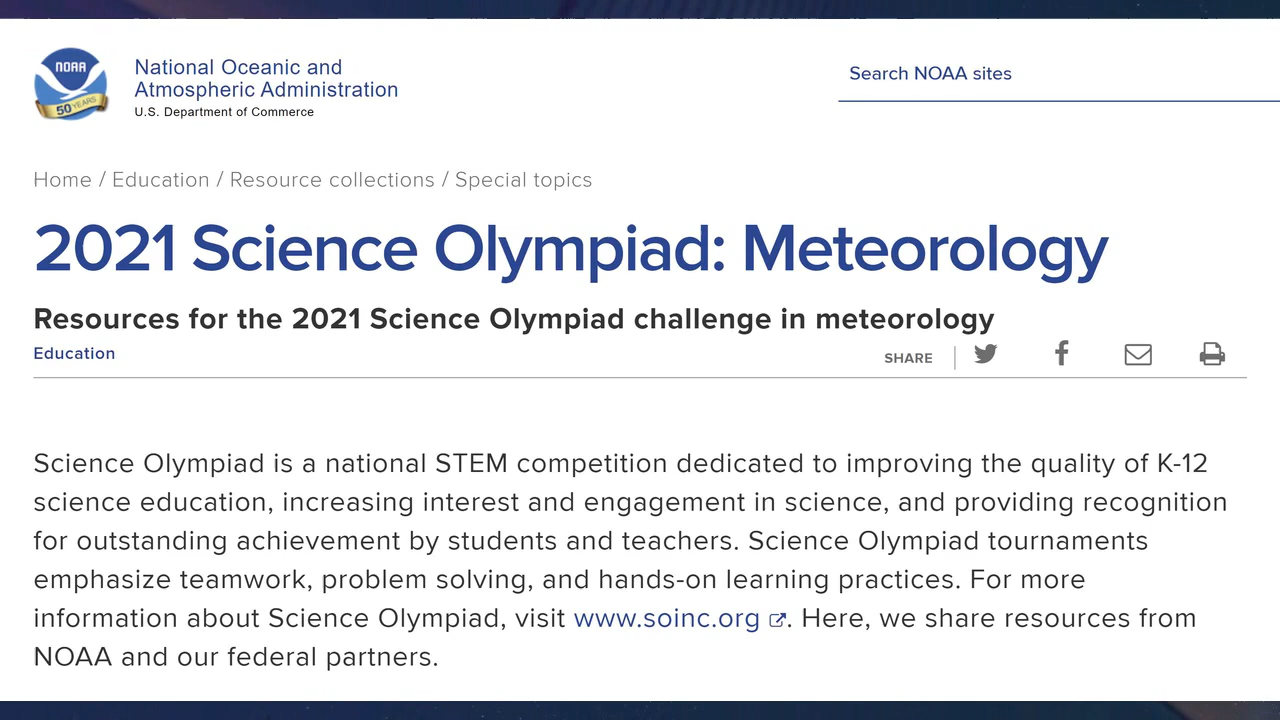 NOAA
50 YEARS
National Oceanic and
Atmospheric Administration
U.S. Department of Commerce
Search NOAA sites
Home / Education / Resource collections / Special topics
2021 Science Olympiad: Meteorology
Resources for the 2021 Science Olympiad challenge in meteorology
Education
SHARE
Science Olympiad is a national STEM competition dedicated to improving the quality of K-12
science education, increasing interest and engagement in science, and providing recognition
for outstanding achievement by students and teachers. Science Olympiad tournaments
emphasize teamwork, problem solving, and hands-on learning practices. For more
information about Science Olympiad, visit www.soinc.org. Here, we share resources from
NOAA and our federal partners.